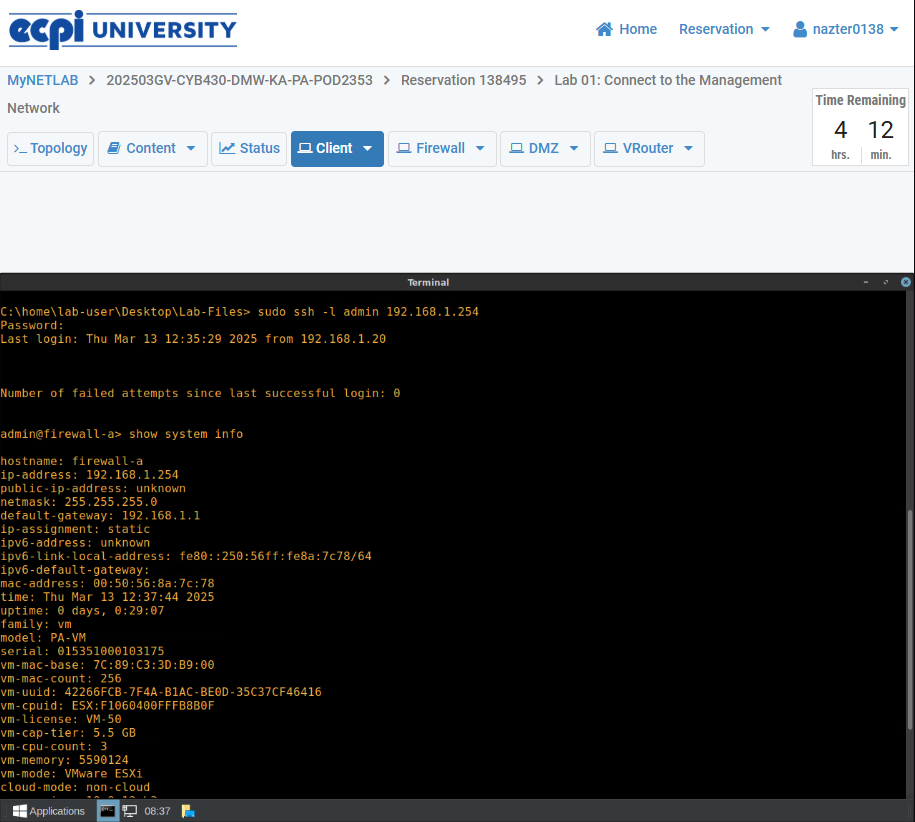 ecpi UNIVERSITY
Home Reservation nazter0138
MyNETLAB > 202503GV-CYB430-DMW-KA-PA-POD2353 > Reservation 138495 > Lab 01: Connect to the Management
Network
Time Remaining
4 12
hrs. min.
>_ Topology Content Status Client Firewall DMZ VRouter
Terminal
C:\home\lab-user\Desktop\Lab-Files> sudo ssh -l admin 192.168.1.254
Password:
Last login: Thu Mar 13 12:35:29 2025 from 192.168.1.20
Number of failed attempts since last successful login: 0
admin@firewall-a> show system info
hostname: firewall-a
ip-address: 192.168.1.254
public-ip-address: unknown
netmask: 255.255.255.0
default-gateway: 192.168.1.1
ip-assignment: static
ipv6-address: unknown
ipv6-link-local-address: fe80::250:56ff:fe8a:7c78/64
ipv6-default-gateway:
mac-address: 00:50:56:8a:7c:78
time: Thu Mar 13 12:37:44 2025
uptime: 0 days, 0:29:07
family: vm
model: PA-VM
serial: 015351000103175
vm-mac-base: 7C:89:C3:3D:B9:00
vm-mac-count: 256
vm-uuid: 42266FCB-7F4A-B1AC-BE0D-35C37CF46416
vm-cpuid: ESX:F1060400FFFB8B0F
vm-license: VM-50
vm-cap-tier: 5.5 GB
vm-cpu-count: 3
vm-memory: 5590124
vm-mode: VMware ESXi
cloud-mode: non-cloud
Applications 08:37